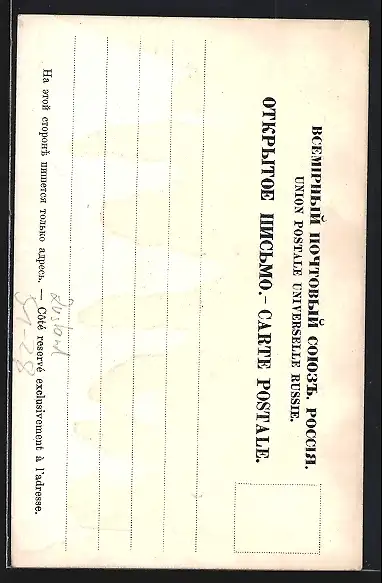 ВСЕМІРНЫЙ ПОЧТОВЫЙ СОЮЗЪ. РОССІЯ.
UNION POSTALE UNIVERSELLE RUSSIE.
ОТКРЫТОЕ ПИСЬМО.–CARTE POSTALE.
На этой сторонѣ пишется только адресъ. — Côté reservé exclusivement à l'adresse.